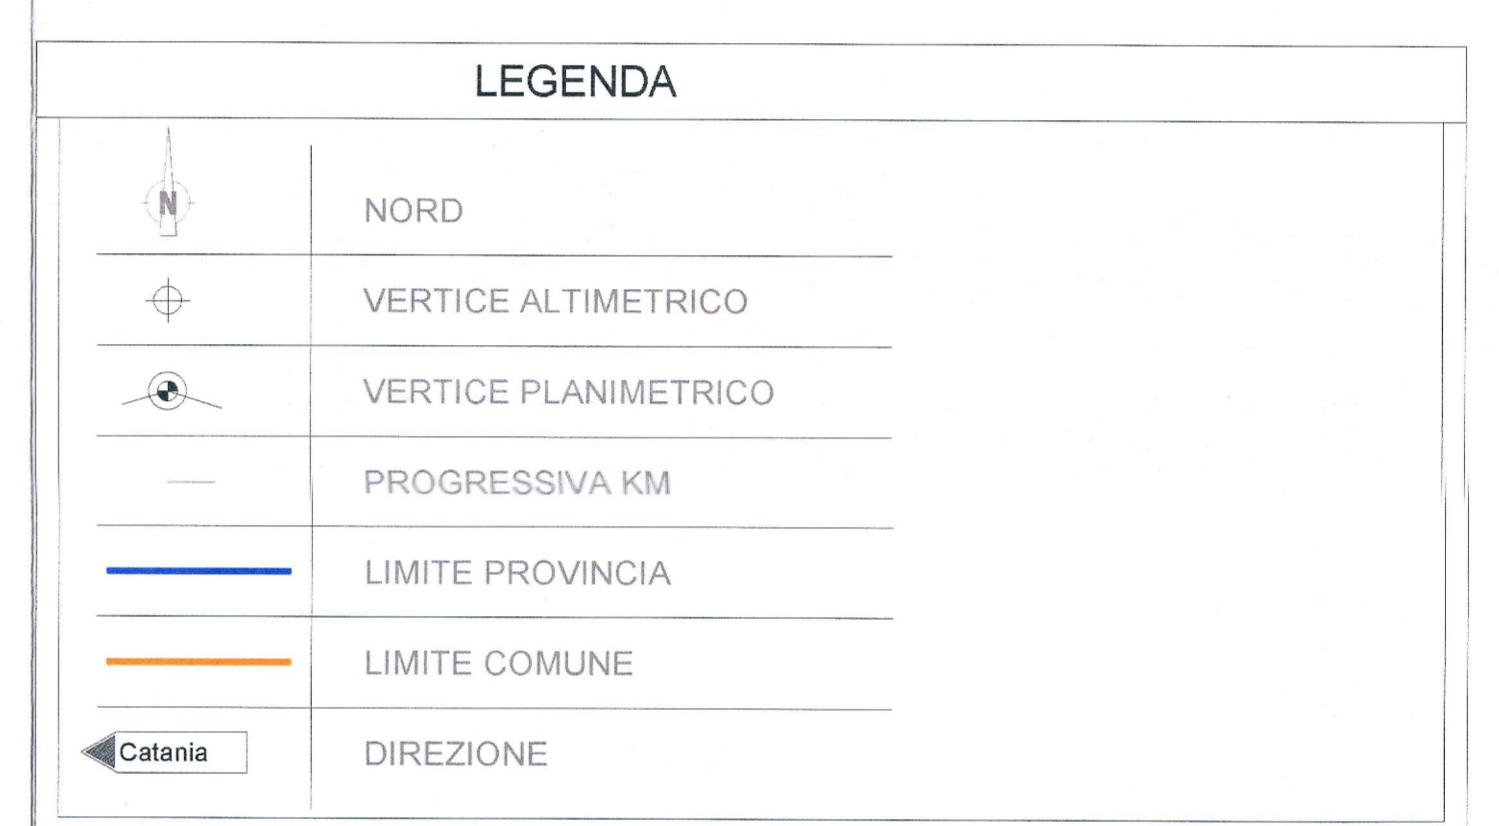 LEGENDA
N
NORD
VERTICE ALTIMETRICO
VERTICE PLANIMETRICO
PROGRESSIVA KM
LIMITE PROVINCIA
LIMITE COMUNE
Catania
DIREZIONE